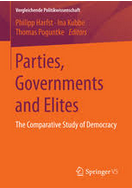 Vergleichende Politikwissenschaft
Philipp Harfst · Ina Kubbe
Thomas Poguntke Editors
Parties,
Governments and
Elites
The Comparative Study of Democracy
Springer VS